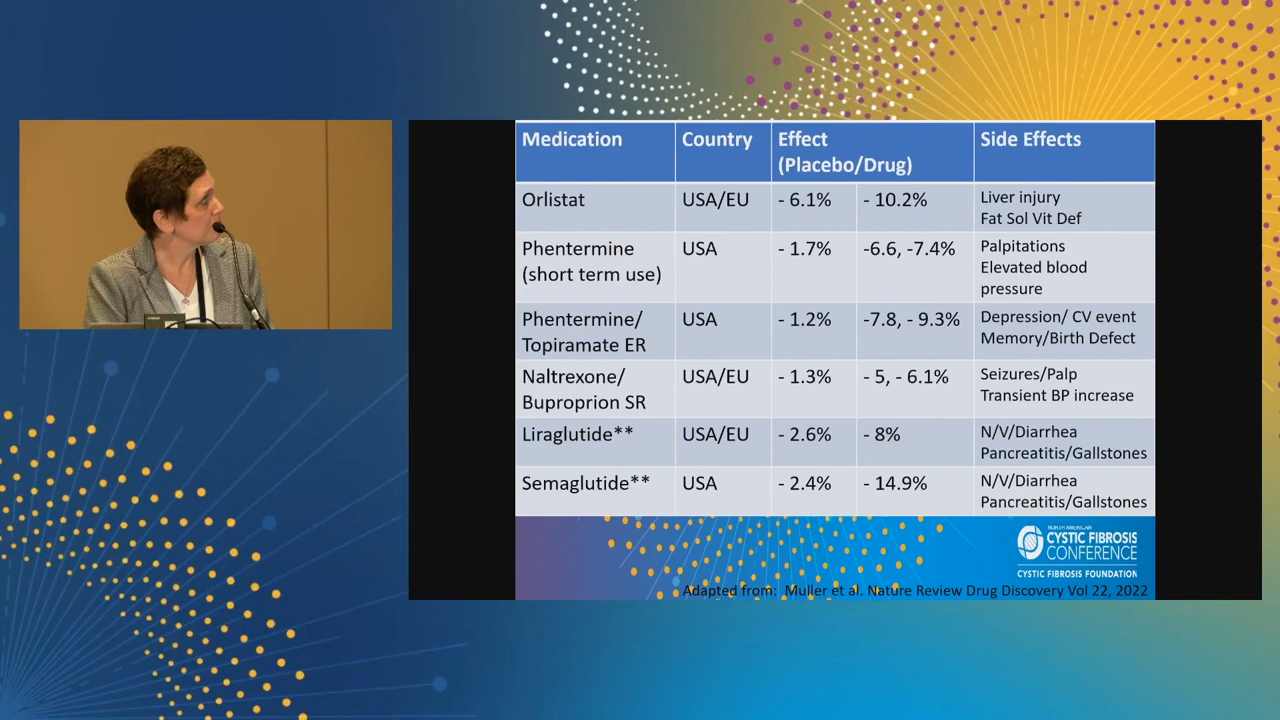 Medication Country Effect (Placebo/Drug) Side Effects
Orlistat USA/EU - 6.1% - 10.2% Liver injury
Fat Sol Vit Def
Phentermine USA - 1.7% -6.6, -7.4% Palpitations
(short term use) Elevated blood
pressure
Phentermine/ USA - 1.2% -7.8, - 9.3% Depression/ CV event
Topiramate ER Memory/Birth Defect
Naltrexone/ USA/EU - 1.3% - 5, - 6.1% Seizures/Palp
Buproprion SR Transient BP increase
Liraglutide** USA/EU - 2.6% - 8% N/V/Diarrhea
Pancreatitis/Gallstones
Semaglutide** USA - 2.4% - 14.9% N/V/Diarrhea
Pancreatitis/Gallstones
NORTH AMERICAN
CYSTIC FIBROSIS
CONFERENCE
CYSTIC FIBROSIS FOUNDATION
Adapted from: Muller et al. Nature Review Drug Discovery Vol 22, 2022